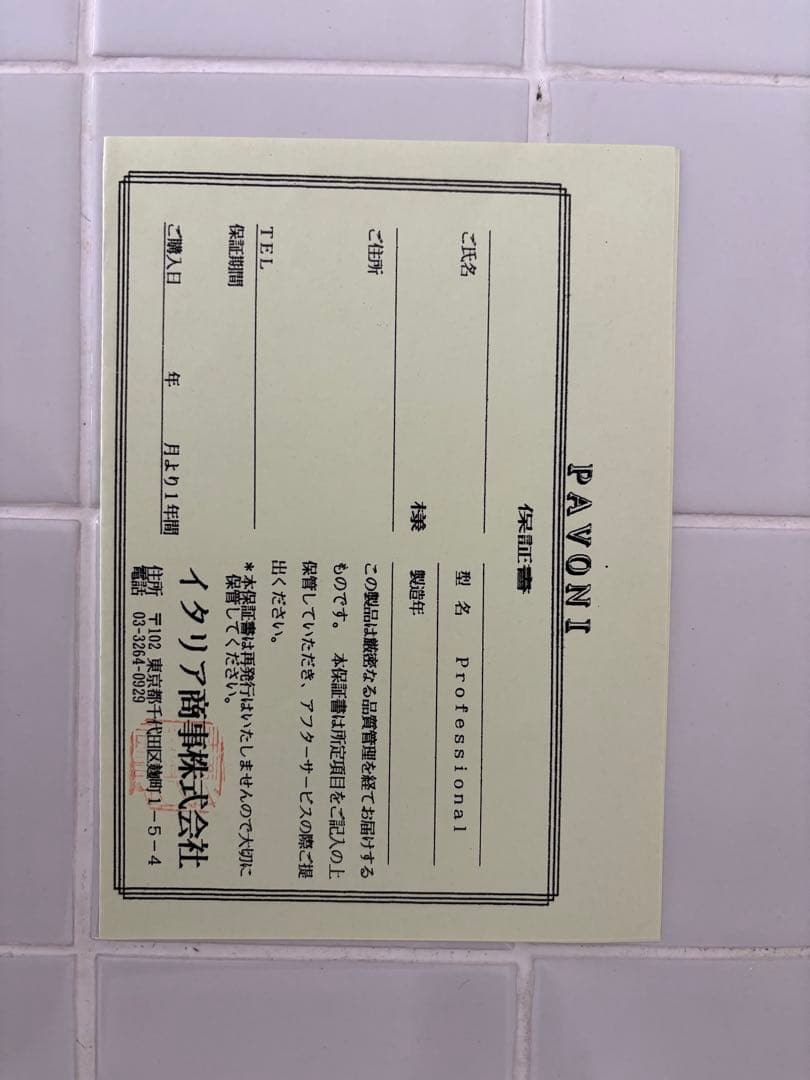 PAVONI
保証書
ご氏名
様
ご住所
TEL
保証期間
ご購入日 年 月より1年間
型名 Professional
製造年
この製品は厳密なる品質管理を経てお届けする
ものです。 本保証書は所定項目をご記入の上
保管していただき、アフターサービスの際ご提
出ください。
*本保証書は再発行はいたしませんので大切に
保管してください。
イタリア商事株式会社
住所 〒102 東京都千代田区麹町1-5-4
電話 03-3264-0929